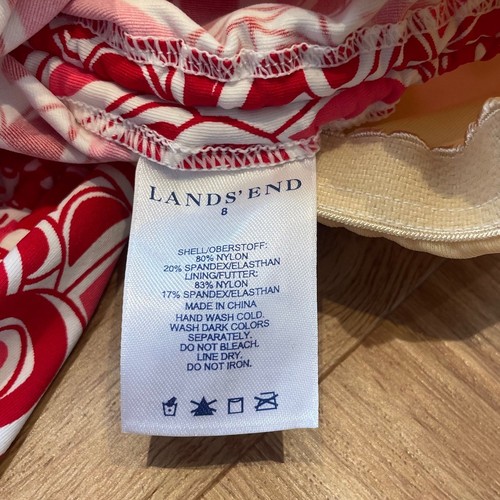 LANDS' END
8
SHELL/OBERSTOFF:
80% NYLON
20% SPANDEX/ELASTHAN
LINING/FUTTER:
83% NYLON
17% SPANDEX/ELASTHAN
MADE IN CHINA
HAND WASH COLD.
WASH DARK COLORS
SEPARATELY.
DO NOT BLEACH.
LINE DRY.
DO NOT IRON.